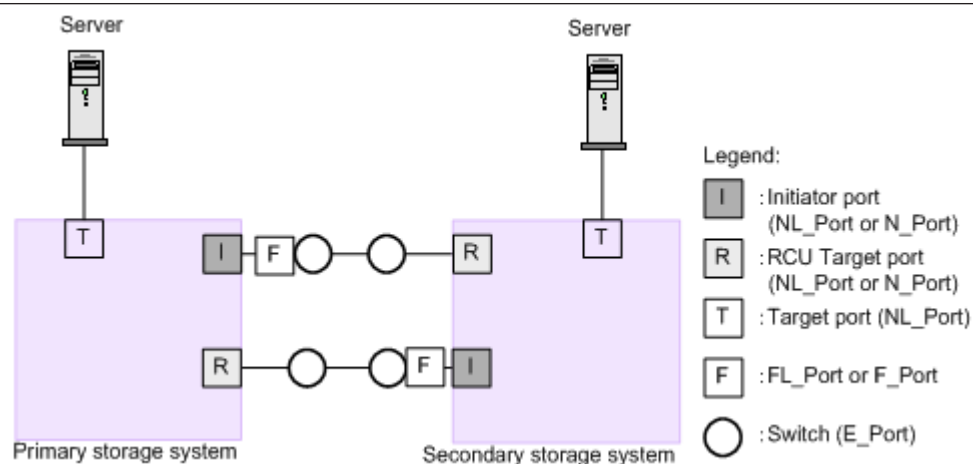 Server
Server
Legend:
I :Initiator port
(NL_Port or N_Port)
T
I
F
R
T
R :RCU Target port
(NL_Port or N_Port)
T :Target port (NL_Port)
R
F
I
F :FL_Port or F_Port
:Switch (E_Port)
Primary storage system
Secondary storage system